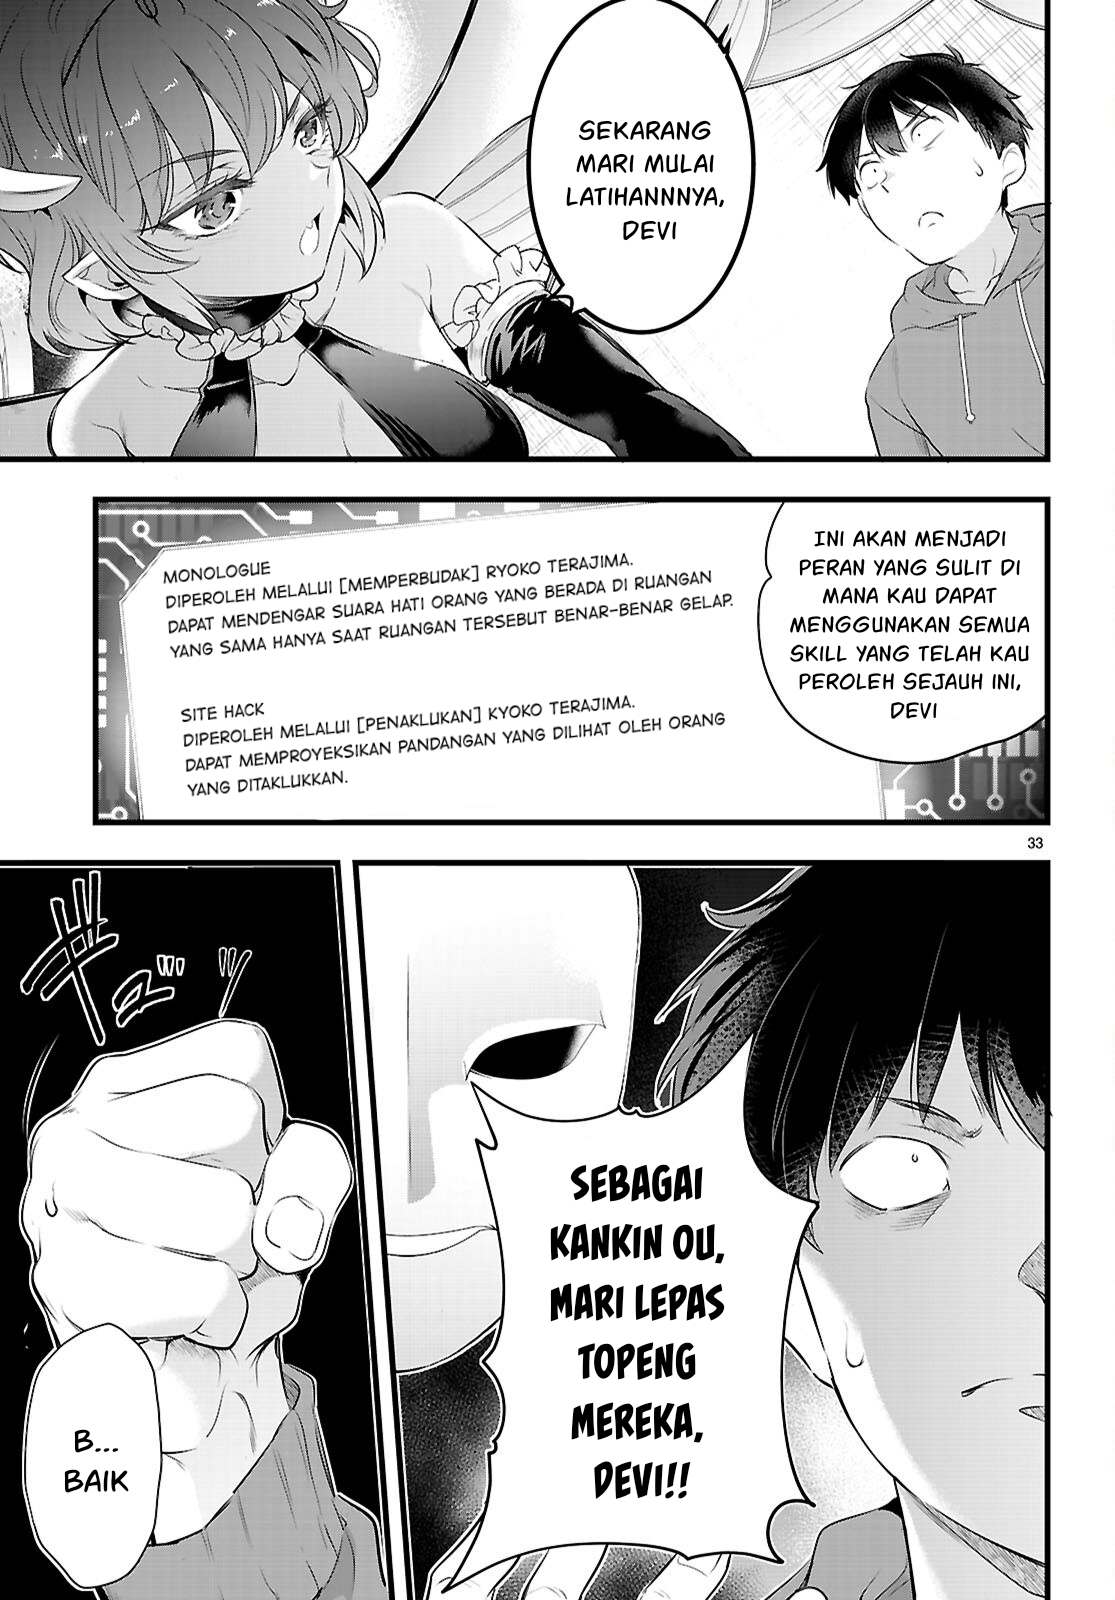 SEKARANG
MARI MULAI
LATIHANNNYA,
DEVI
INI AKAN MENJADI
PERAN YANG SULIT DI
MANA KAU DAPAT
MENGGUNAKAN SEMUA
SKILL YANG TELAH KAU
PEROLEH SEJAUH INI,
DEVI
MONOLOGUE
DIPEROLEH MELALUI [MEMPERBUDAK] RYOKO TERAJIMA.
DAPAT MENDENGAR SUARA HATI ORANG YANG BERADA DI RUANGAN
YANG SAMA HANYA SAAT RUANGAN TERSEBUT BENAR-BENAR GELAP.
SITE HACK
DIPEROLEH MELALUI [PENAKLUKAN] KYOKO TERAJIMA.
DAPAT MEMPROYEKSIKAN PANDANGAN YANG DILIHAT OLEH ORANG
YANG DITAKLUKKAN.
33
SEBAGAI
KANKIN OU,
MARI LEPAS
TOPENG
MEREKA,
DEVI!!
ギュッ
B...
BAIK